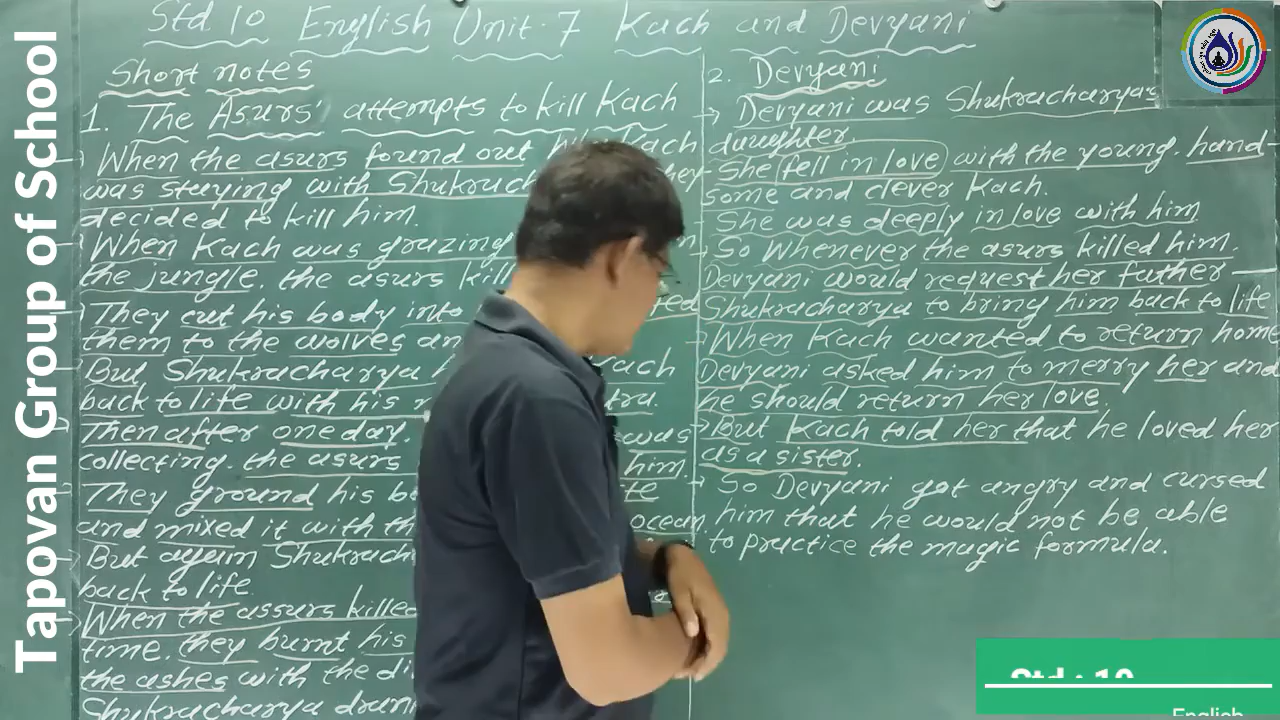 Tapovan Group of School
Std 10 English Unit-7 Kach and Devyani
Short notes
1. The Asurs' attempts to kill Kach
→ When the asurs found out Kach
was staying with Shukrach hey
decided to kill him.
→ When Kach was grazing
the jungle. the asurs kill
→ They cut his body into
them to the wolves an
→ But Shukracharya ach
back to life with his tra.
→ Then after one day. was
collecting. the asurs him.
→ They ground his b
and mixed it with th ocean
→ But again Shukrach
back to life.
→ When the assurs killed
time. they burnt his
the ashes with the di
Shukracharya
2. Devyani
→ Devyani was Shukracharya's
daughter.
- She fell in love with the young. hand-
some and clever Kach.
- She was deeply in love with him
→ So Whenever the asurs killed him.
Devyani would request her father
Shukracharya to bring him back to life
→ When Kach wanted to return home
Devyani asked him to merry her and
he should return her love.
→ But Kach told her that he loved her
as a sister.
→ So Devyani got angry and cursed
him that he would not be able
to practice the magic formula.
Std : 10
English